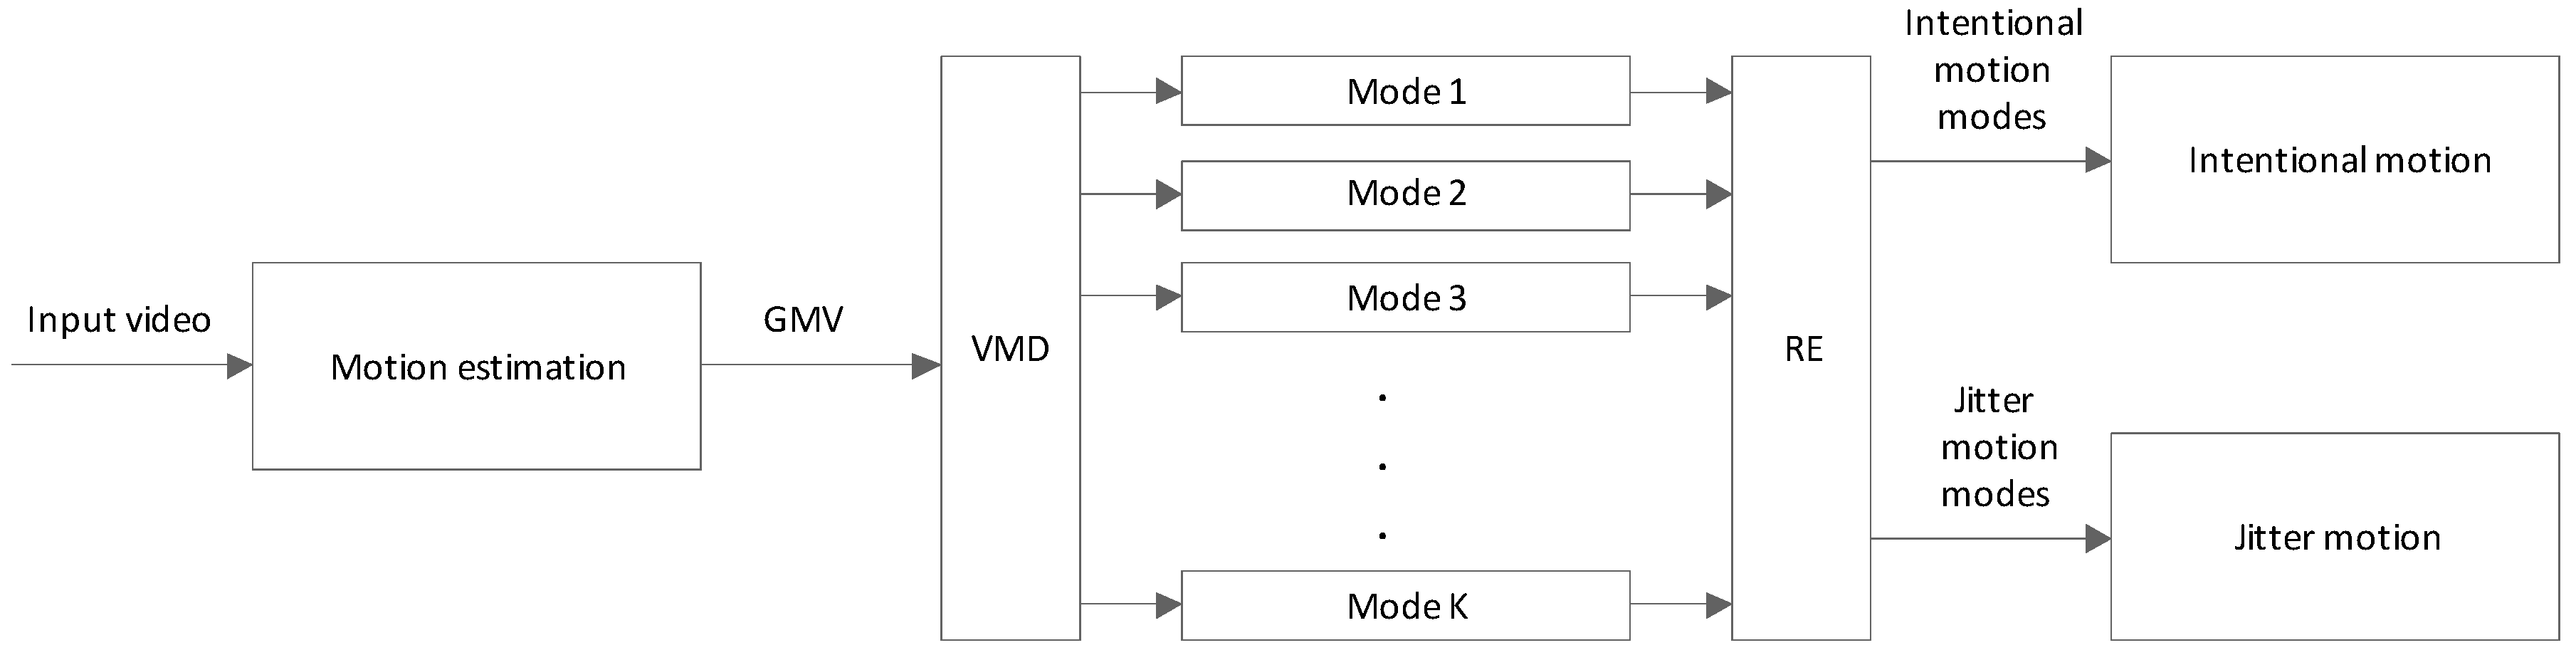 Input video
Motion estimation
GMV
VMD
Mode 1
Mode 2
Mode 3
.
.
.
Mode K
RE
Intentional
motion
modes
Intentional motion
Jitter
motion
modes
Jitter motion